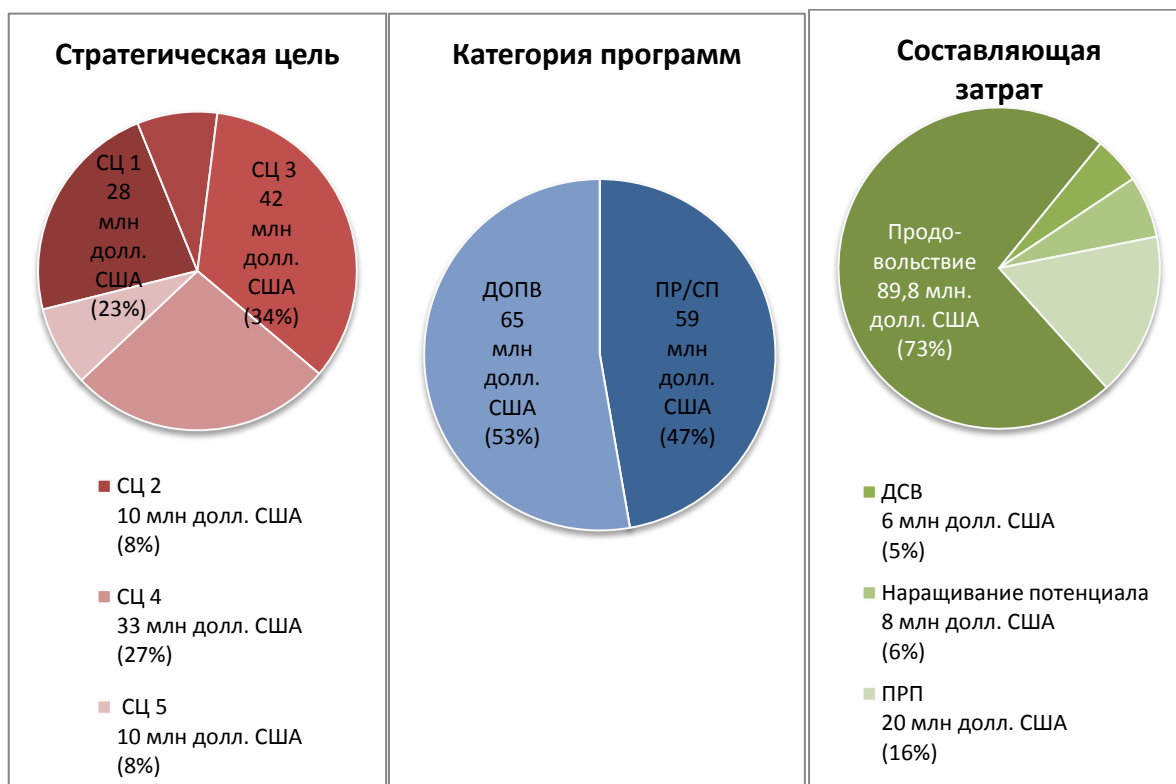 Стратегическая цель
СЦ 1
28
млн
долл.
США
(23%)
СЦ 3
42
млн
долл.
США
(34%)
СЦ 2
10 млн долл. США
(8%)
СЦ 4
33 млн долл. США
(27%)
СЦ 5
10 млн долл. США
(8%)
Категория программ
ДОПВ
65
млн
долл.
США
(53%)
ПР/СП
59
млн
долл.
США
(47%)
Составляющая
затрат
Продо-
вольствие
89,8 млн.
долл. США
(73%)
ДСВ
6 млн долл. США
(5%)
Наращивание потенциала
8 млн долл. США
(6%)
ПРП
20 млн долл. США
(16%)